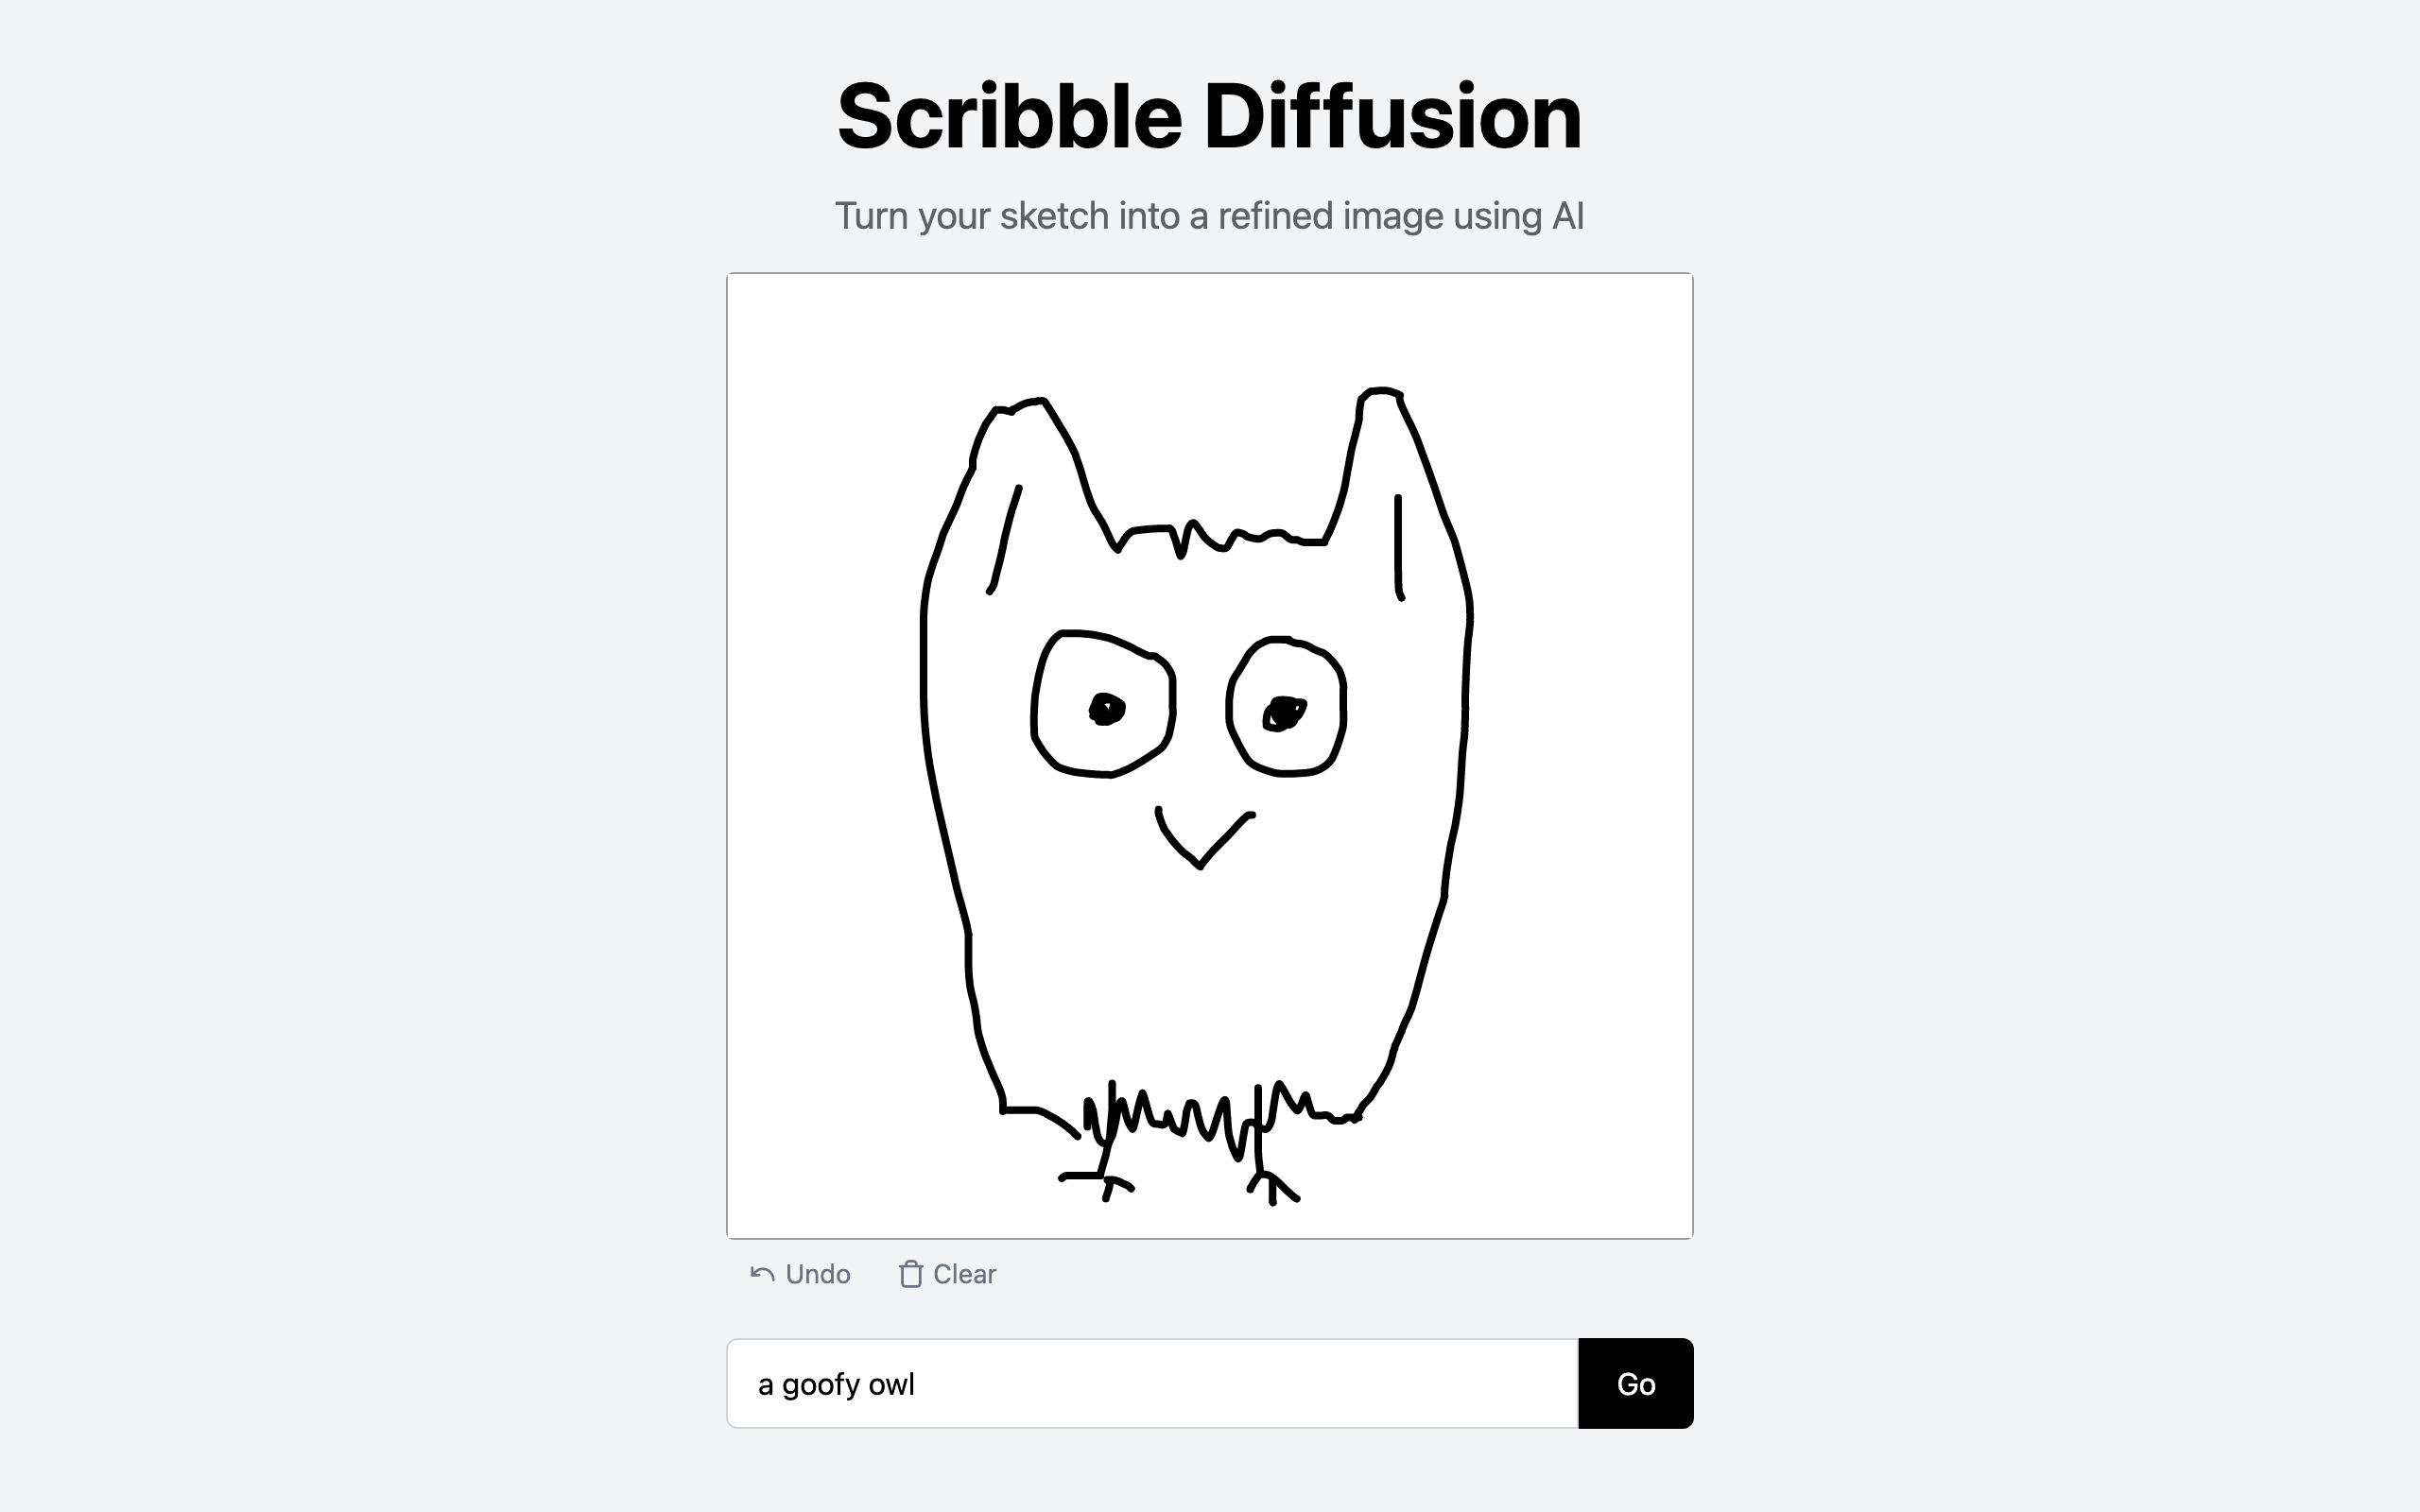 Scribble Diffusion
Turn your sketch into a refined image using AI
Undo Clear
a goofy owl Go